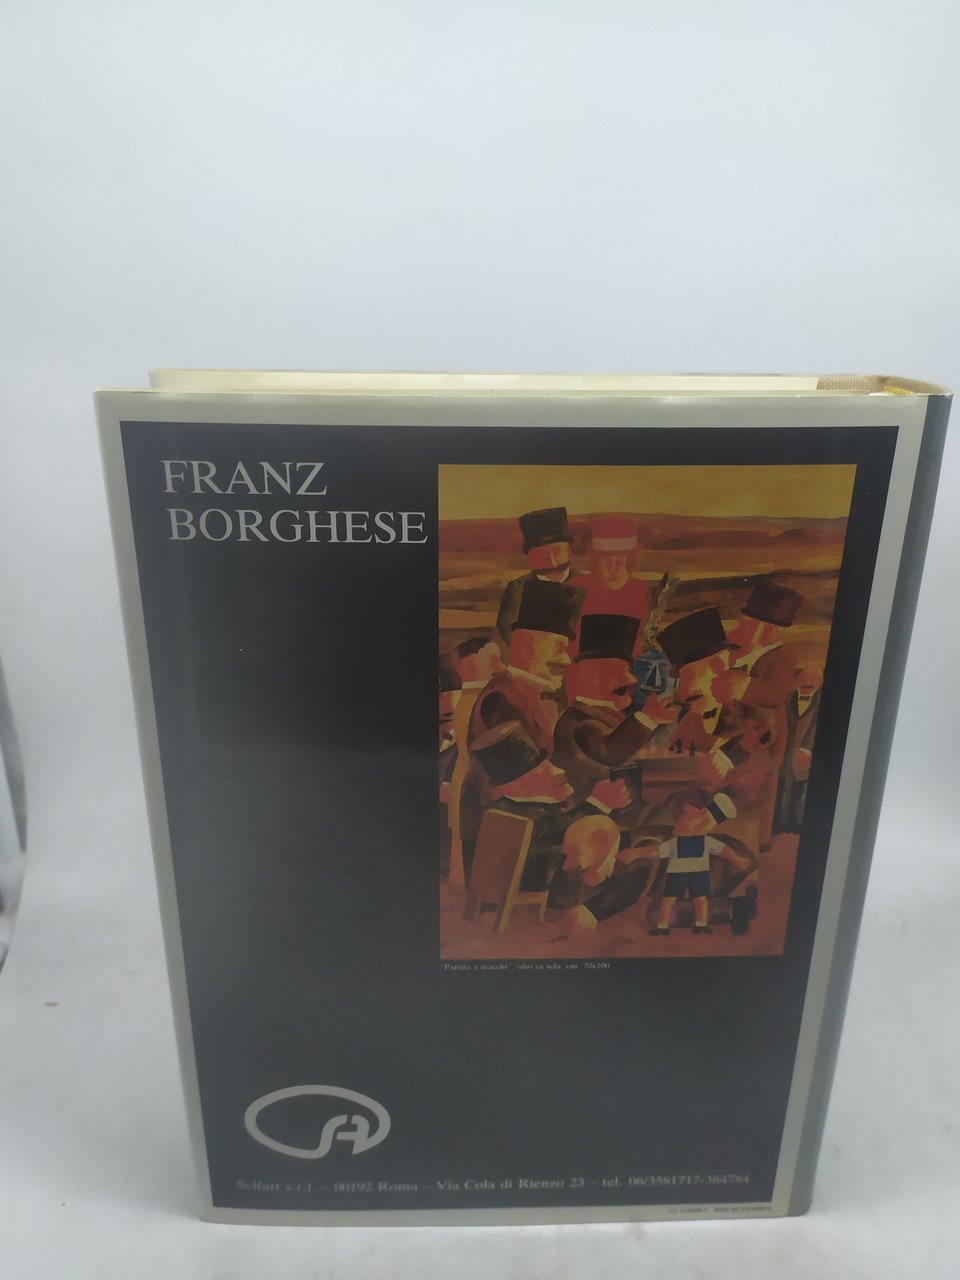 FRANZ
BORGHESE
"Partita a scacchi", olio su tela, cm. 70x100
SA
Selfart s.r.l. – 00192 Roma – Via Cola di Rienzo 23 – tel. 06/3581717-384784